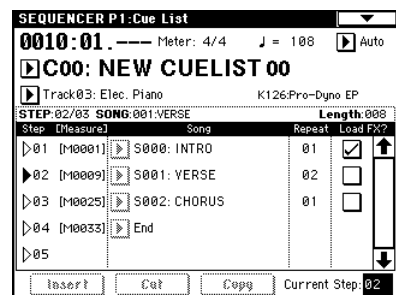 SEQUENCER P1:Cue List
0010:01.--- Meter: 4/4 ♩ = 108 Auto
C00: NEW CUELIST 00
Track03: Elec. Piano K126:Pro-Dyno EP
STEP:02/03 SONG:001:VERSE Length:008
Step [Measure] Song Repeat Load FX?
01 [M0001] S000: INTRO 01
02 [M0009] S001: VERSE 02
03 [M0025] S002: CHORUS 01
04 [M0033] End
05
Insert Cut Copy Current Step: 02